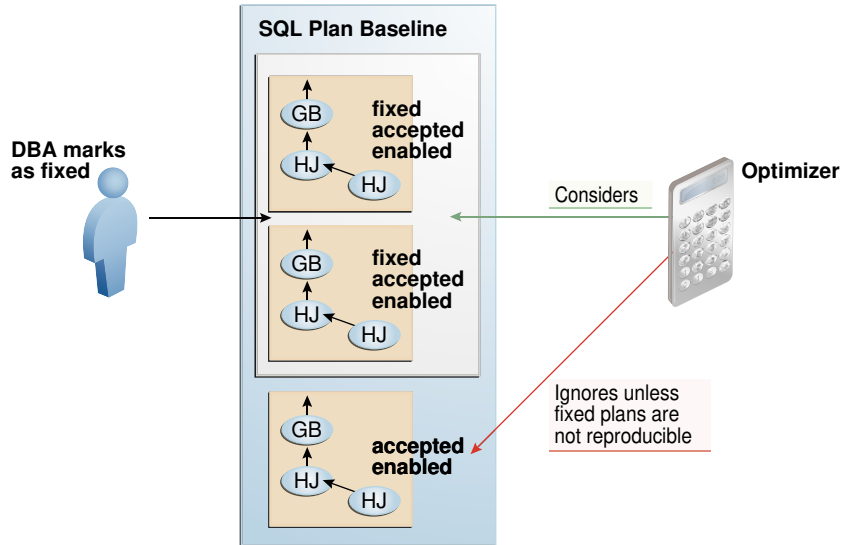 SQL Plan Baseline
DBA marks
as fixed
GB
HJ
HJ
fixed
accepted
enabled
GB
HJ
HJ
fixed
accepted
enabled
GB
HJ
HJ
accepted
enabled
Considers
Optimizer
Ignores unless
fixed plans are
not reproducible